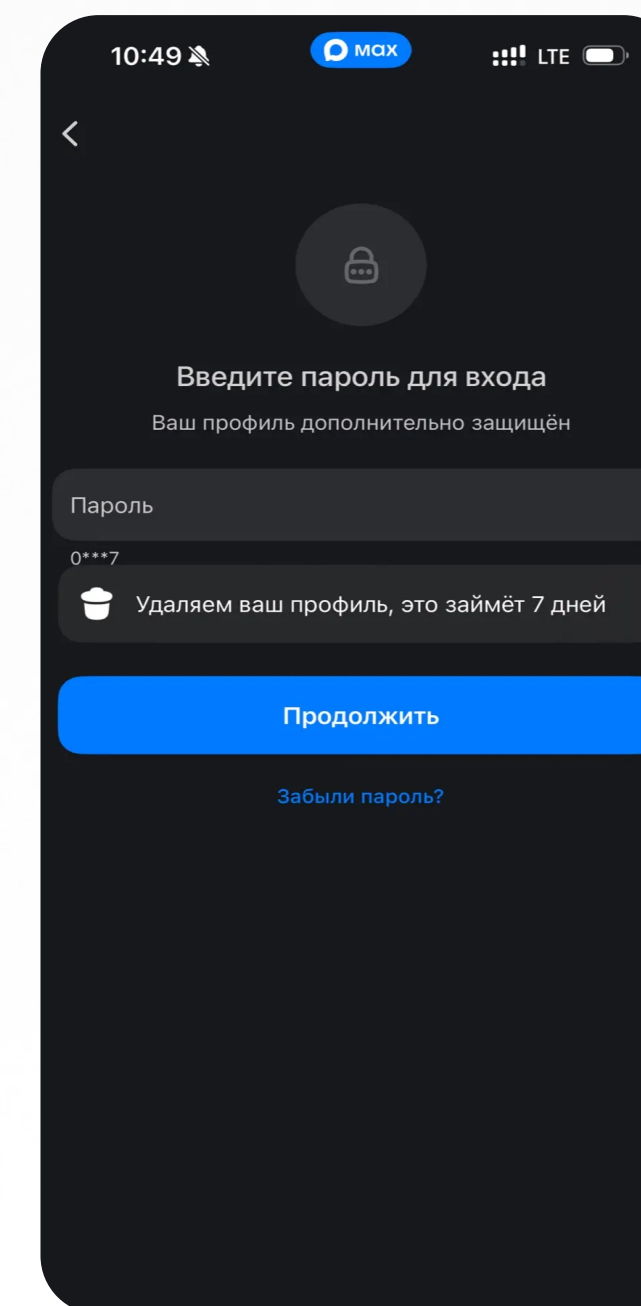 10:49
max
LTE
Введите пароль для входа
Ваш профиль дополнительно защищён
Пароль
0***7
Удаляем ваш профиль, это займёт 7 дней
Продолжить
Забыли пароль?